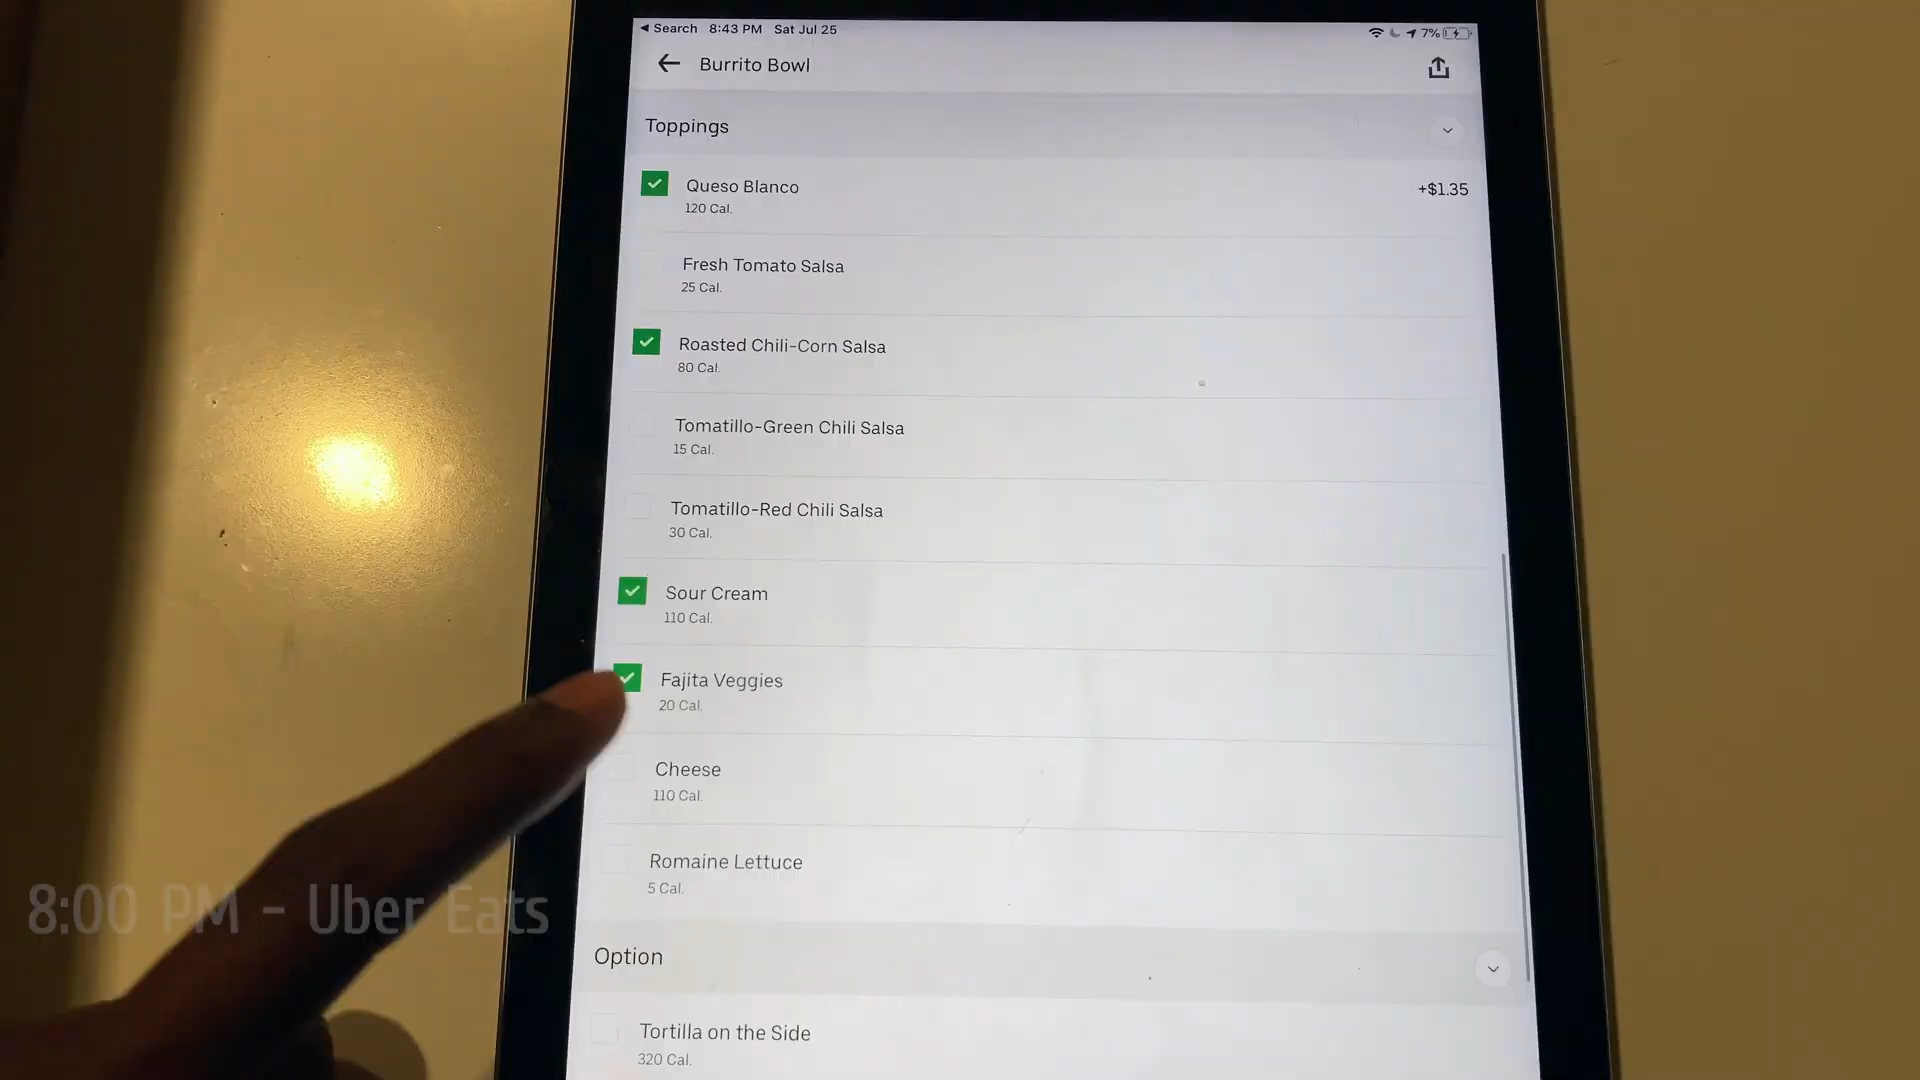 Search 8:43 PM Sat Jul 25 7%
Burrito Bowl
Toppings
Queso Blanco +$1.35
120 Cal.
Fresh Tomato Salsa
25 Cal.
Roasted Chili-Corn Salsa
80 Cal.
Tomatillo-Green Chili Salsa
15 Cal.
Tomatillo-Red Chili Salsa
30 Cal.
Sour Cream
110 Cal.
Fajita Veggies
20 Cal.
Cheese
110 Cal.
Romaine Lettuce
5 Cal.
8:00 PM - Uber Eats
Option
Tortilla on the Side
320 Cal.